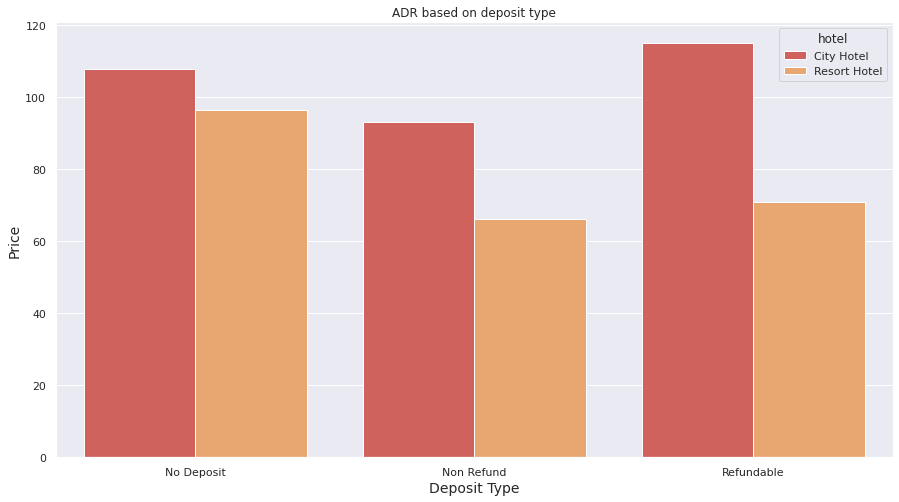 ADR based on deposit type
hotel
City Hotel
Resort Hotel
Price
120
100
80
60
40
20
0
No Deposit
Non Refund
Refundable
Deposit Type